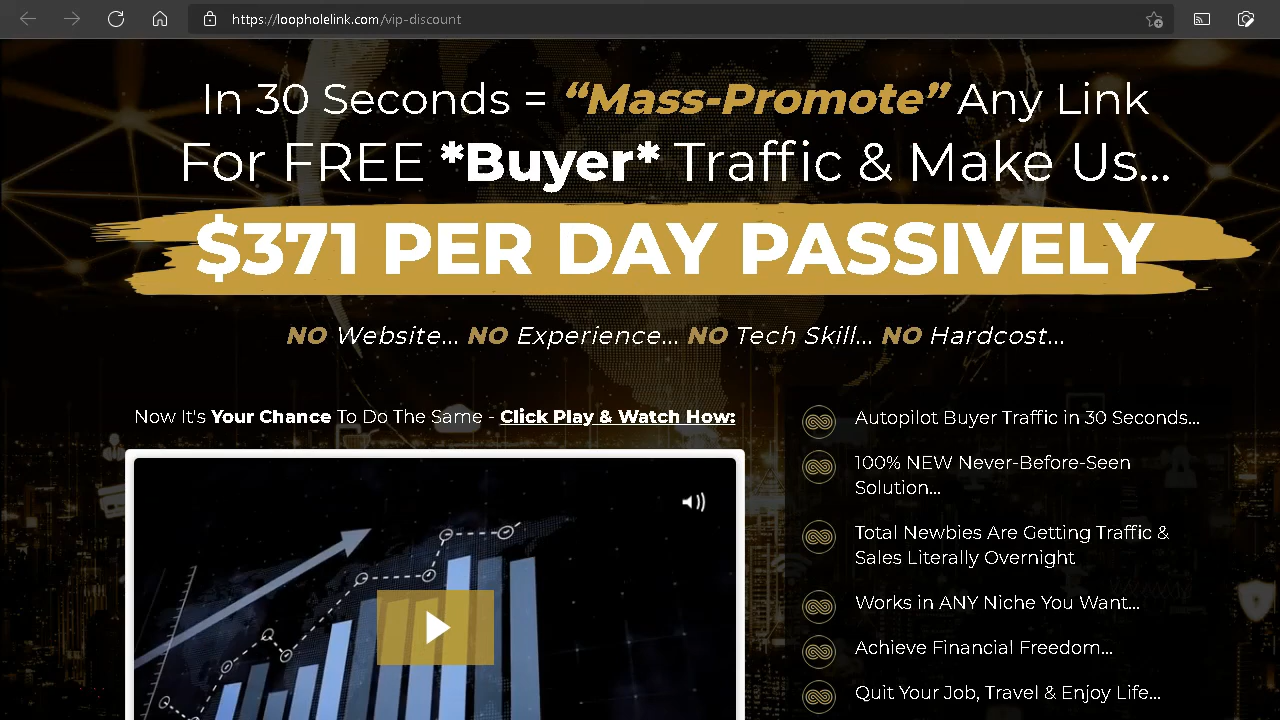 https://loopholelink.com/vip-discount
In 30 Seconds = “Mass-Promote” Any Link
For FREE *Buyer* Traffic & Make Us...
$371 PER DAY PASSIVELY
NO Website... NO Experience... NO Tech Skill... NO Hardcost...
Now It's Your Chance To Do The Same - Click Play & Watch How:
Autopilot Buyer Traffic in 30 Seconds...
100% NEW Never-Before-Seen
Solution...
Total Newbies Are Getting Traffic &
Sales Literally Overnight
Works in ANY Niche You Want...
Achieve Financial Freedom...
Quit Your Job, Travel & Enjoy Life...